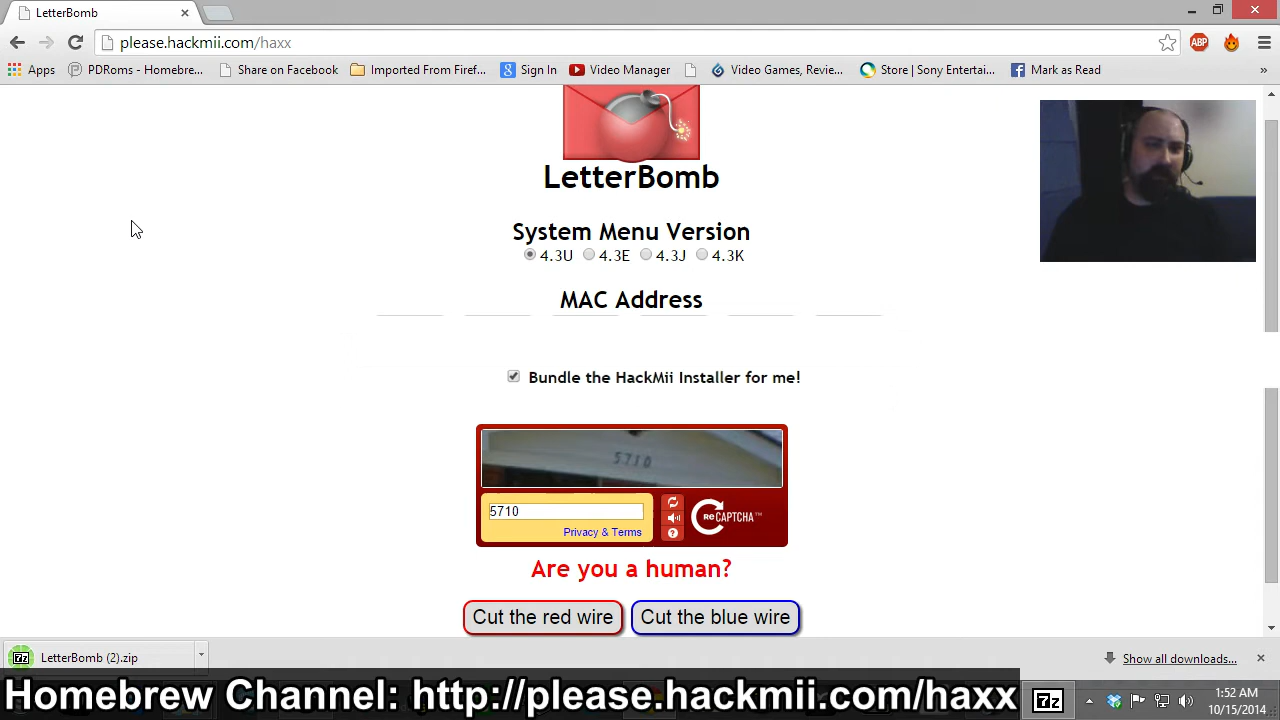 LetterBomb
please.hackmii.com/haxx
Apps PDRoms - Homebrew... Share on Facebook Imported From Firef... Sign In Video Manager Video Games, Revie... Store | Sony Entertai... Mark as Read »
LetterBomb
System Menu Version
4.3U 4.3E 4.3J 4.3K
MAC Address
Bundle the HackMii Installer for me!
5710
5710
Privacy & Terms
reCAPTCHA™
Are you a human?
Cut the red wire Cut the blue wire
LetterBomb (2).zip Show all downloads...
Homebrew Channel: http://please.hackmii.com/haxx
1:52 AM
10/15/2014